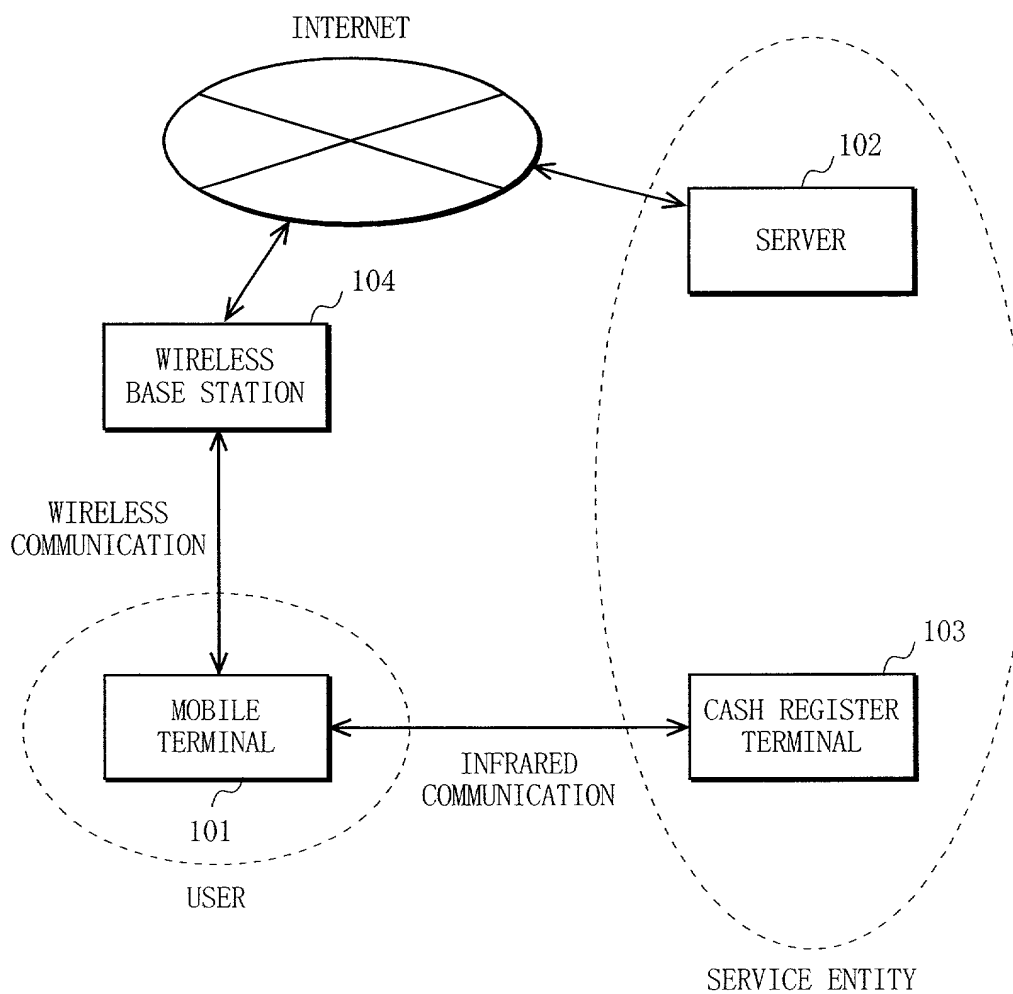 INTERNET
102
SERVER
104
WIRELESS
BASE STATION
WIRELESS
COMMUNICATION
103
MOBILE
TERMINAL
CASH REGISTER
TERMINAL
INFRARED
COMMUNICATION
101
USER
SERVICE ENTITY